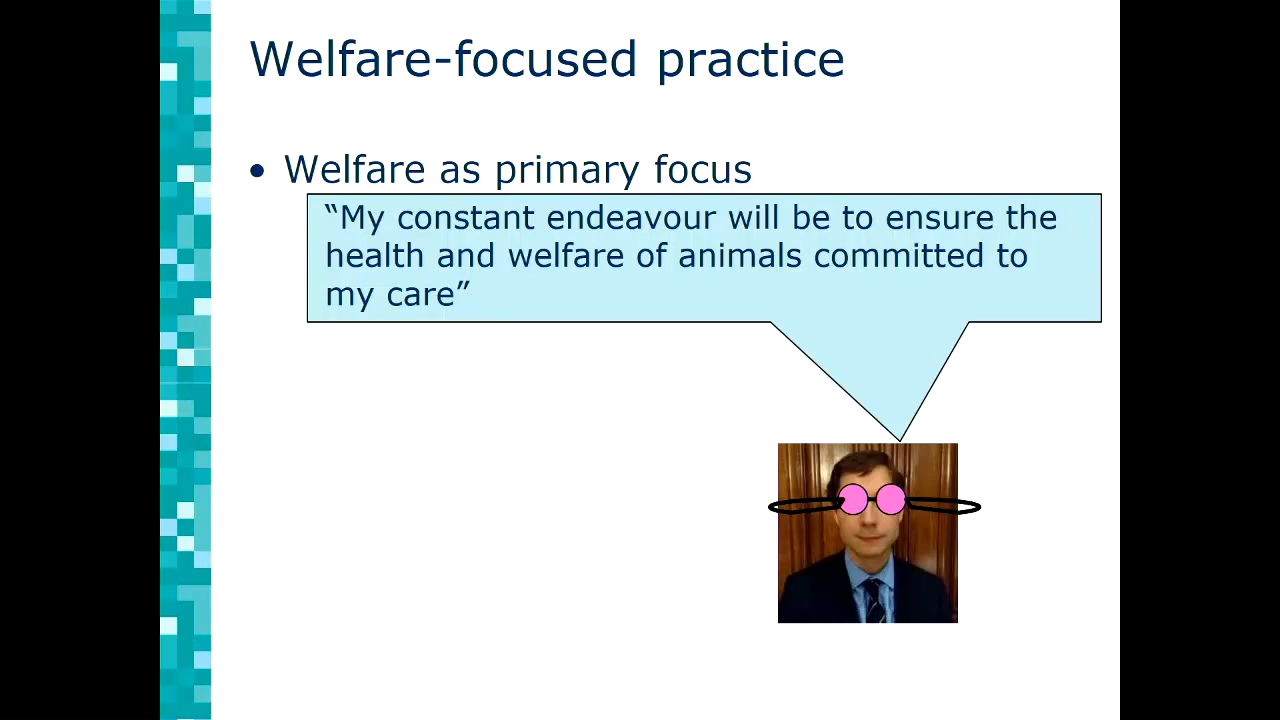 Welfare-focused practice
• Welfare as primary focus
“My constant endeavour will be to ensure the
health and welfare of animals committed to
my care”